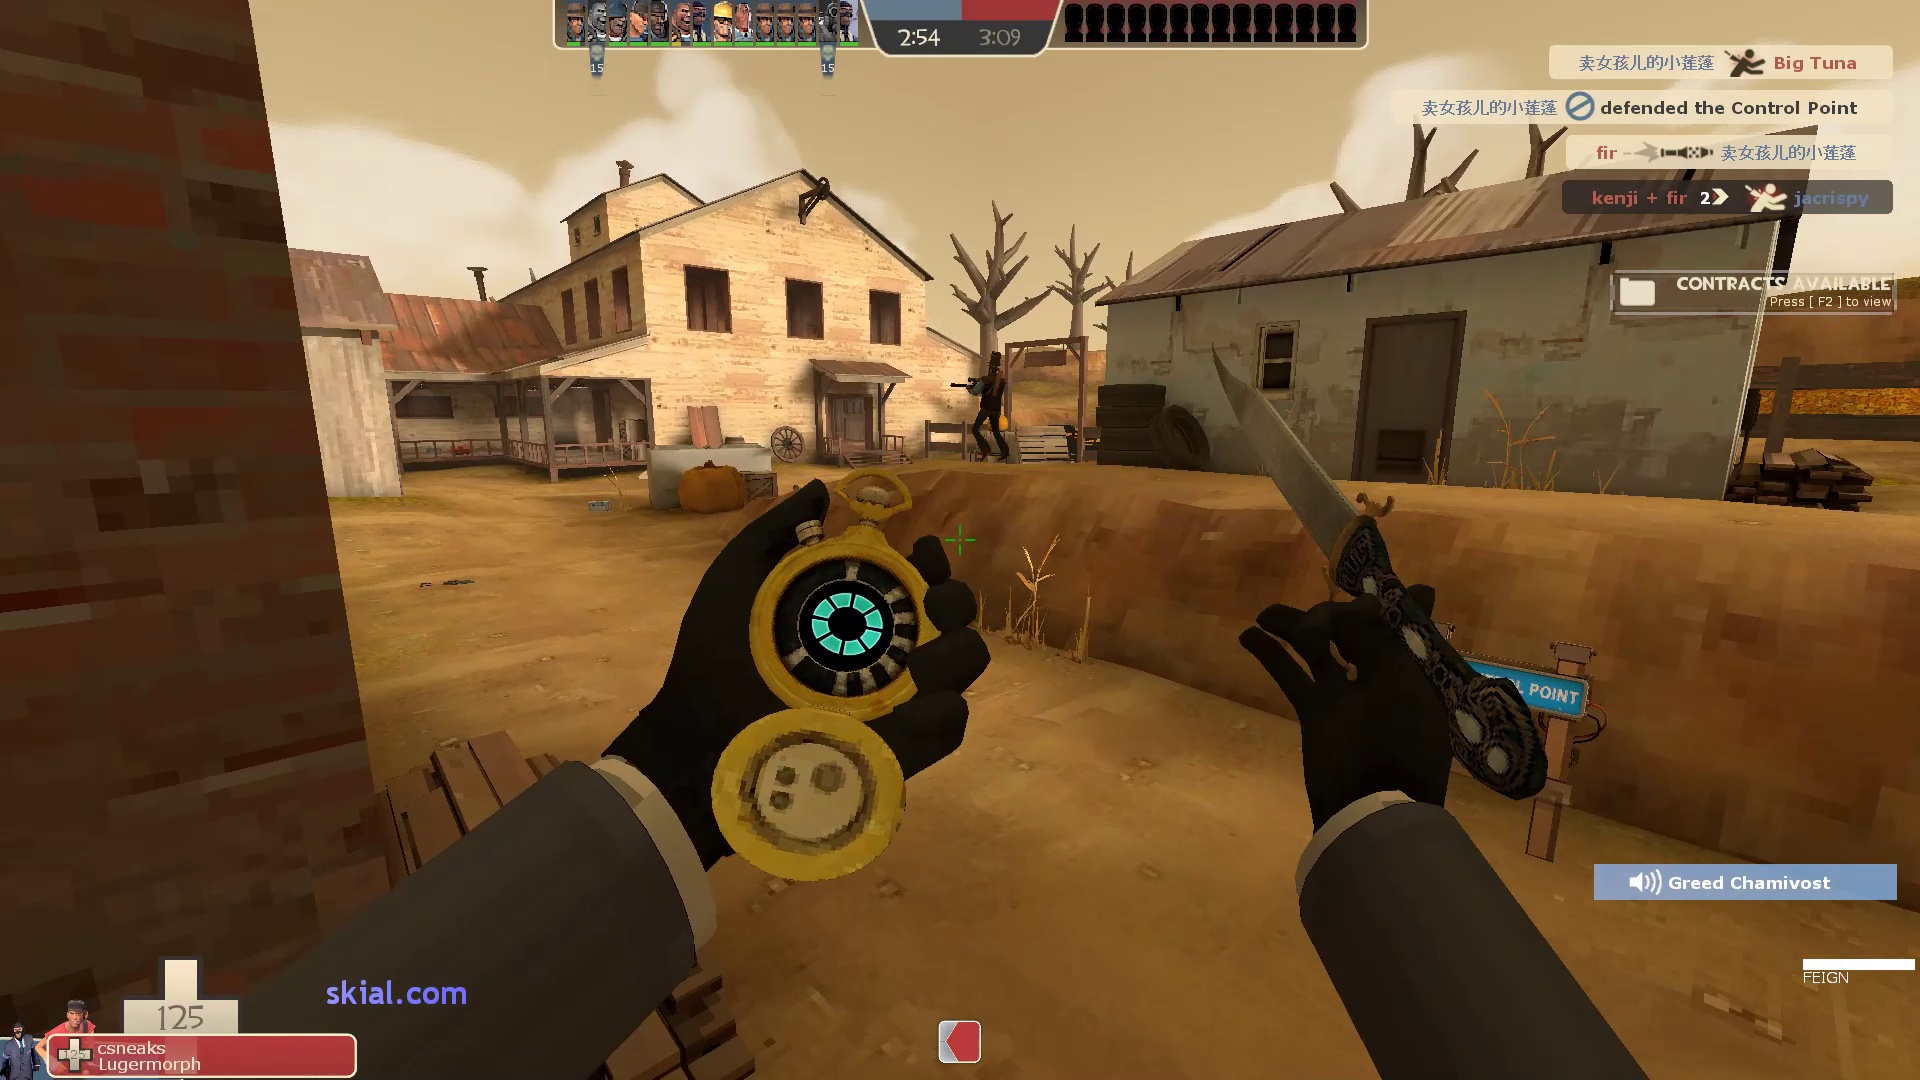 2:54 3:09
15
15
卖女孩儿的小莲蓬 Big Tuna
卖女孩儿的小莲蓬 defended the Control Point
fir 卖女孩儿的小莲蓬
kenji + fir 2 jacrispy
CONTRACTS AVAILABLE
Press [ F2 ] to view
POINT
Greed Chamivost
FEIGN
skial.com
125
125
csneaks
Lugermorph